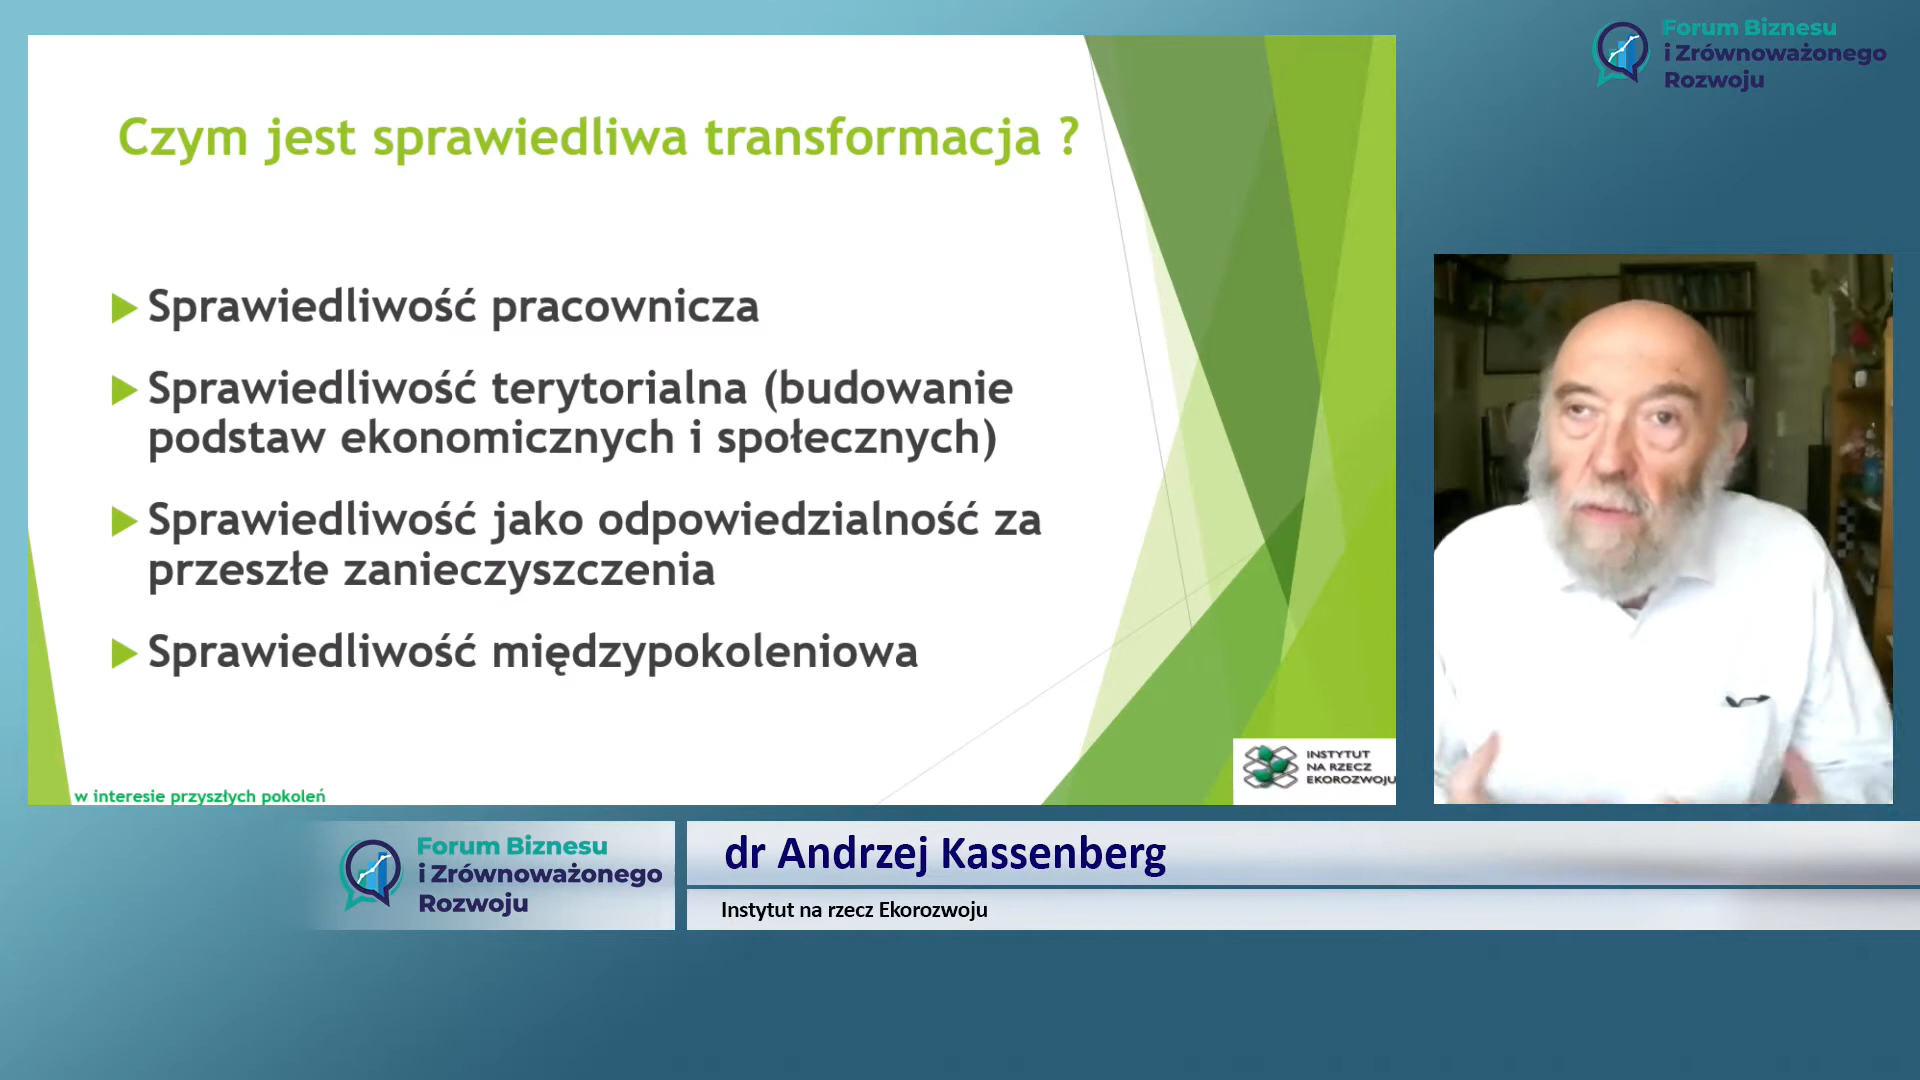 Forum Biznesu
i Zrównoważonego
Rozwoju
Czym jest sprawiedliwa transformacja ?
Sprawiedliwość pracownicza
Sprawiedliwość terytorialna (budowanie
podstaw ekonomicznych i społecznych)
Sprawiedliwość jako odpowiedzialność za
przeszłe zanieczyszczenia
Sprawiedliwość międzypokoleniowa
INSTYTUT
NA RZECZ
EKOROZWOJU
w interesie przyszłych pokoleń
Forum Biznesu
i Zrównoważonego
Rozwoju
dr Andrzej Kassenberg
Instytut na rzecz Ekorozwoju